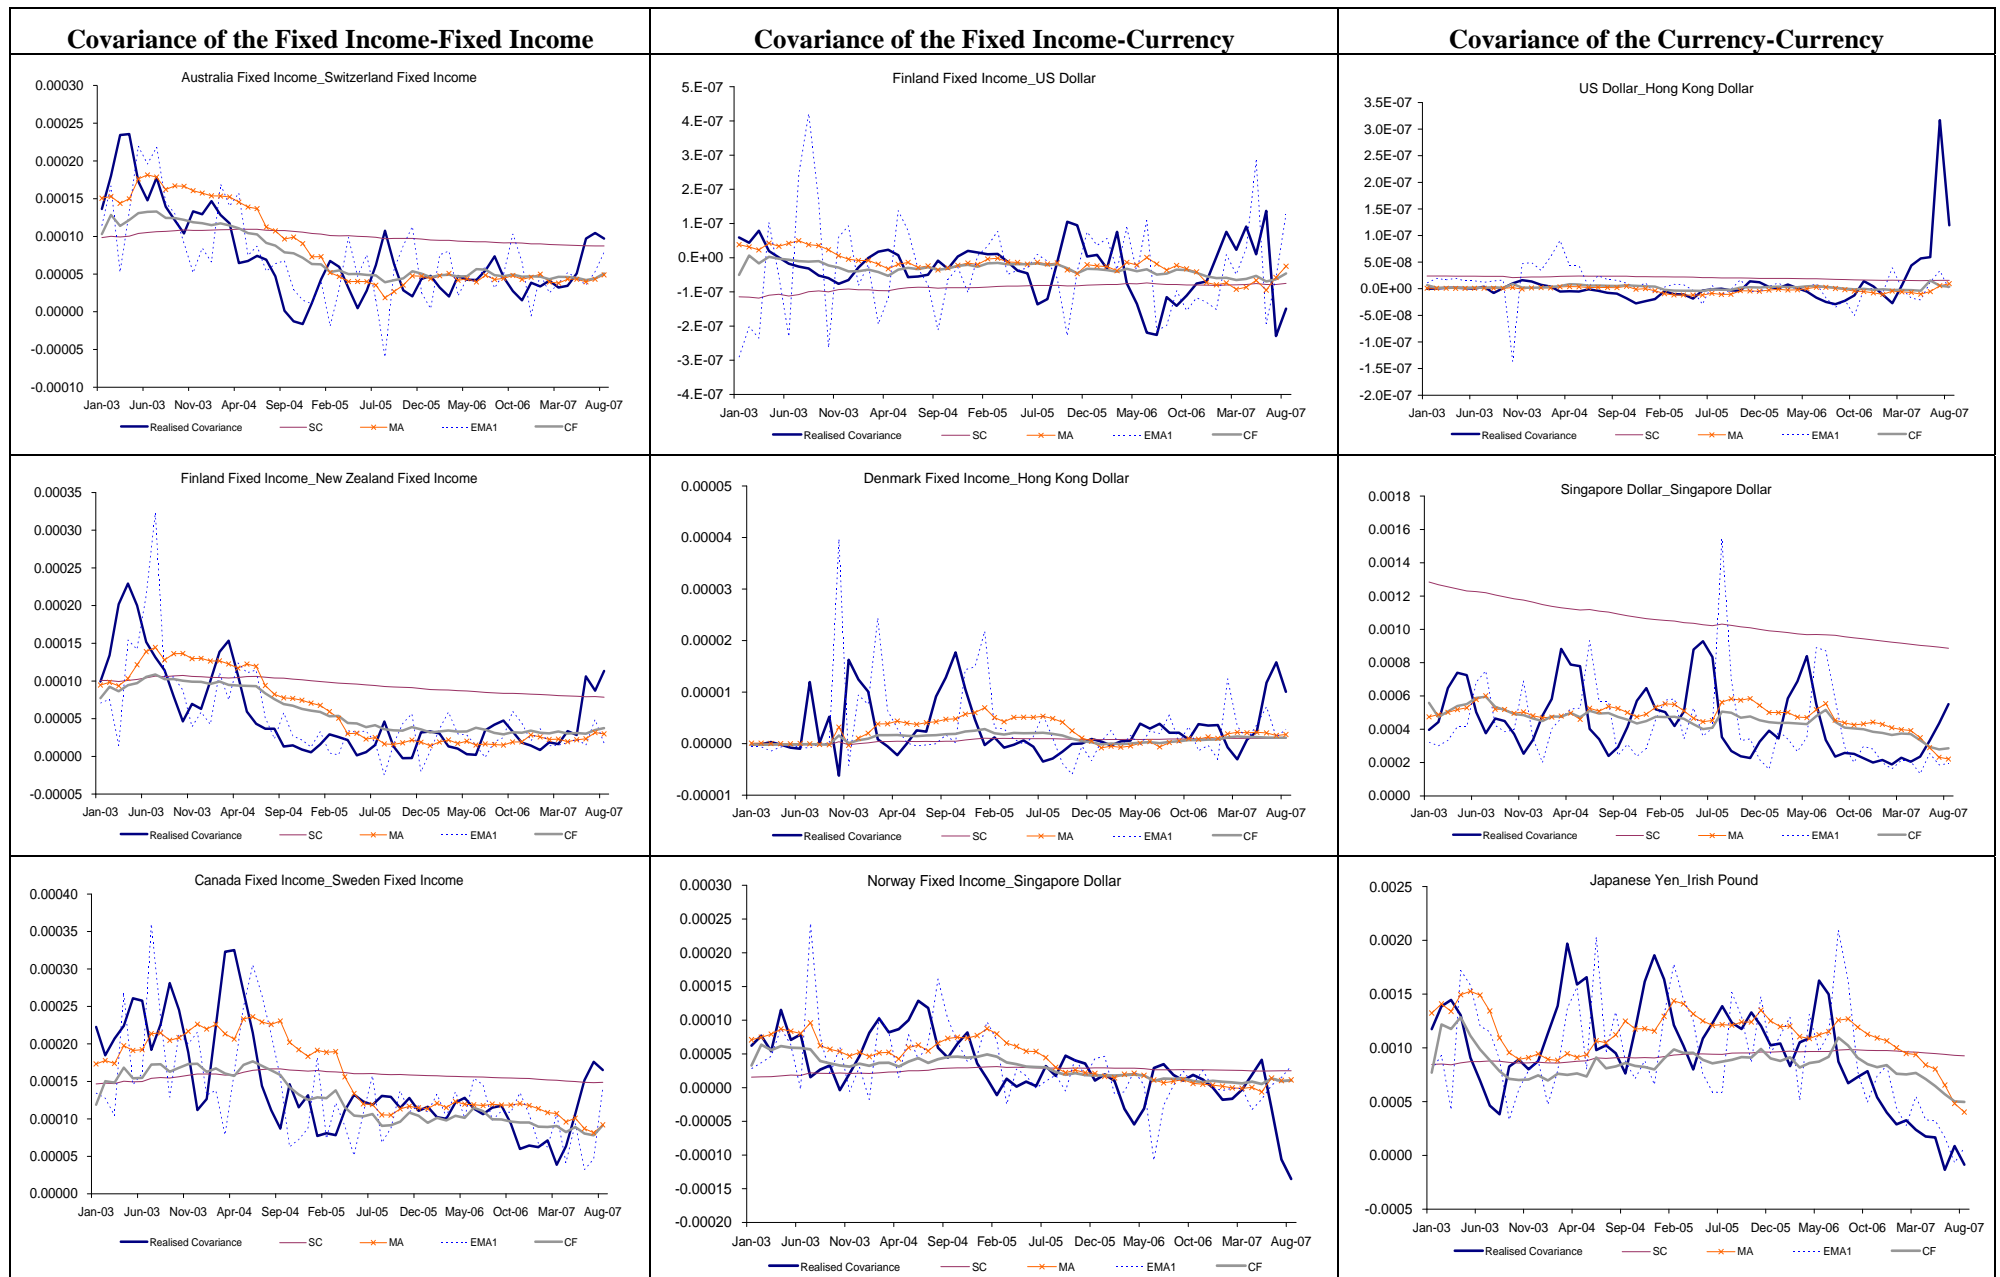 Covariance of the Fixed Income-Fixed Income
Covariance of the Fixed Income-Currency
Covariance of the Currency-Currency
Australia Fixed Income_Switzerland Fixed Income
0.00030
0.00025
0.00020
0.00015
0.00010
0.00005
0.00000
-0.00005
-0.00010
Jan-03 Jun-03 Nov-03 Apr-04 Sep-04 Feb-05 Jul-05 Dec-05 May-06 Oct-06 Mar-07 Aug-07
Realised Covariance SC MA EMA1 CF
Finland Fixed Income_US Dollar
5.E-07
4.E-07
3.E-07
2.E-07
1.E-07
0.E+00
-1.E-07
-2.E-07
-3.E-07
-4.E-07
Jan-03 Jun-03 Nov-03 Apr-04 Sep-04 Feb-05 Jul-05 Dec-05 May-06 Oct-06 Mar-07 Aug-07
Realised Covariance SC MA EMA1 CF
US Dollar_Hong Kong Dollar
3.5E-07
3.0E-07
2.5E-07
2.0E-07
1.5E-07
1.0E-07
5.0E-08
0.0E+00
-5.0E-08
-1.0E-07
-1.5E-07
-2.0E-07
Jan-03 Jun-03 Nov-03 Apr-04 Sep-04 Feb-05 Jul-05 Dec-05 May-06 Oct-06 Mar-07 Aug-07
Realised Covariance SC MA EMA1 CF
Finland Fixed Income_New Zealand Fixed Income
0.00035
0.00030
0.00025
0.00020
0.00015
0.00010
0.00005
0.00000
-0.00005
Jan-03 Jun-03 Nov-03 Apr-04 Sep-04 Feb-05 Jul-05 Dec-05 May-06 Oct-06 Mar-07 Aug-07
Realised Covariance SC MA EMA1 CF
Denmark Fixed Income_Hong Kong Dollar
0.00005
0.00004
0.00003
0.00002
0.00001
0.00000
-0.00001
Jan-03 Jun-03 Nov-03 Apr-04 Sep-04 Feb-05 Jul-05 Dec-05 May-06 Oct-06 Mar-07 Aug-07
Realised Covariance SC MA EMA1 CF
Singapore Dollar_Singapore Dollar
0.0018
0.0016
0.0014
0.0012
0.0010
0.0008
0.0006
0.0004
0.0002
0.0000
Jan-03 Jun-03 Nov-03 Apr-04 Sep-04 Feb-05 Jul-05 Dec-05 May-06 Oct-06 Mar-07 Aug-07
Realised Covariance SC MA EMA1 CF
Canada Fixed Income_Sweden Fixed Income
0.00040
0.00035
0.00030
0.00025
0.00020
0.00015
0.00010
0.00005
0.00000
Jan-03 Jun-03 Nov-03 Apr-04 Sep-04 Feb-05 Jul-05 Dec-05 May-06 Oct-06 Mar-07 Aug-07
Realised Covariance SC MA EMA1 CF
Norway Fixed Income_Singapore Dollar
0.00030
0.00025
0.00020
0.00015
0.00010
0.00005
0.00000
-0.00005
-0.00010
-0.00015
-0.00020
Jan-03 Jun-03 Nov-03 Apr-04 Sep-04 Feb-05 Jul-05 Dec-05 May-06 Oct-06 Mar-07 Aug-07
Realised Covariance SC MA EMA1 CF
Japanese Yen_Irish Pound
0.0025
0.0020
0.0015
0.0010
0.0005
0.0000
-0.0005
Jan-03 Jun-03 Nov-03 Apr-04 Sep-04 Feb-05 Jul-05 Dec-05 May-06 Oct-06 Mar-07 Aug-07
Realised Covariance SC MA EMA1 CF